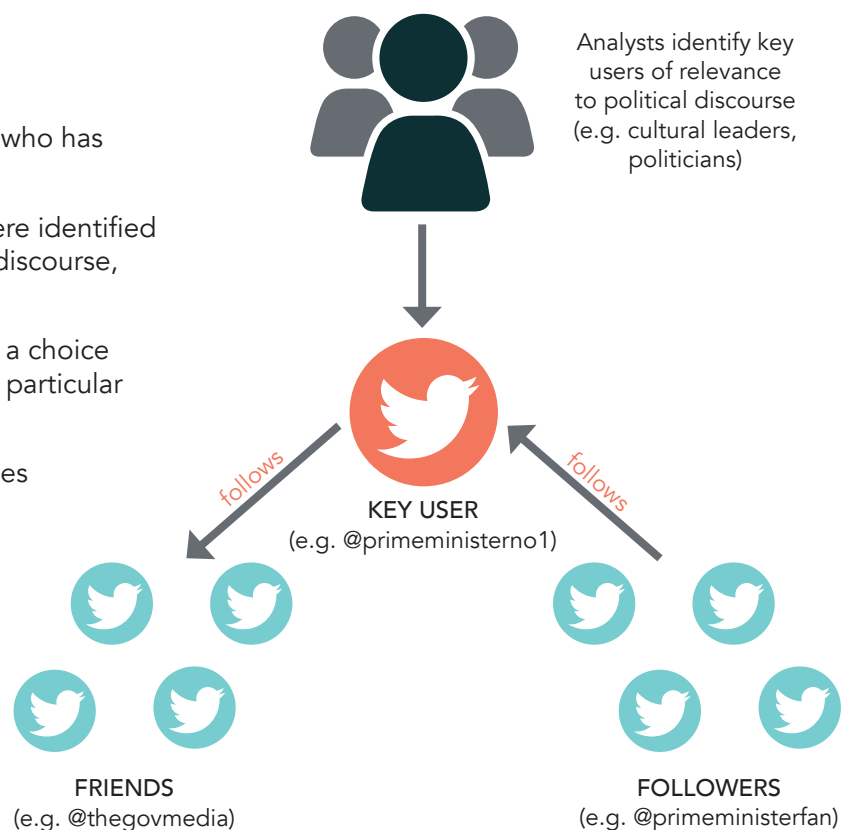 Analysts identify key
users of relevance
to political discourse
(e.g. cultural leaders,
politicians)
who has
ere identified
discourse,
a choice
particular
es
follows
follows
KEY USER
(e.g. @primeministerno1)
FRIENDS
(e.g. @thegovmedia)
FOLLOWERS
(e.g. @primeministerfan)